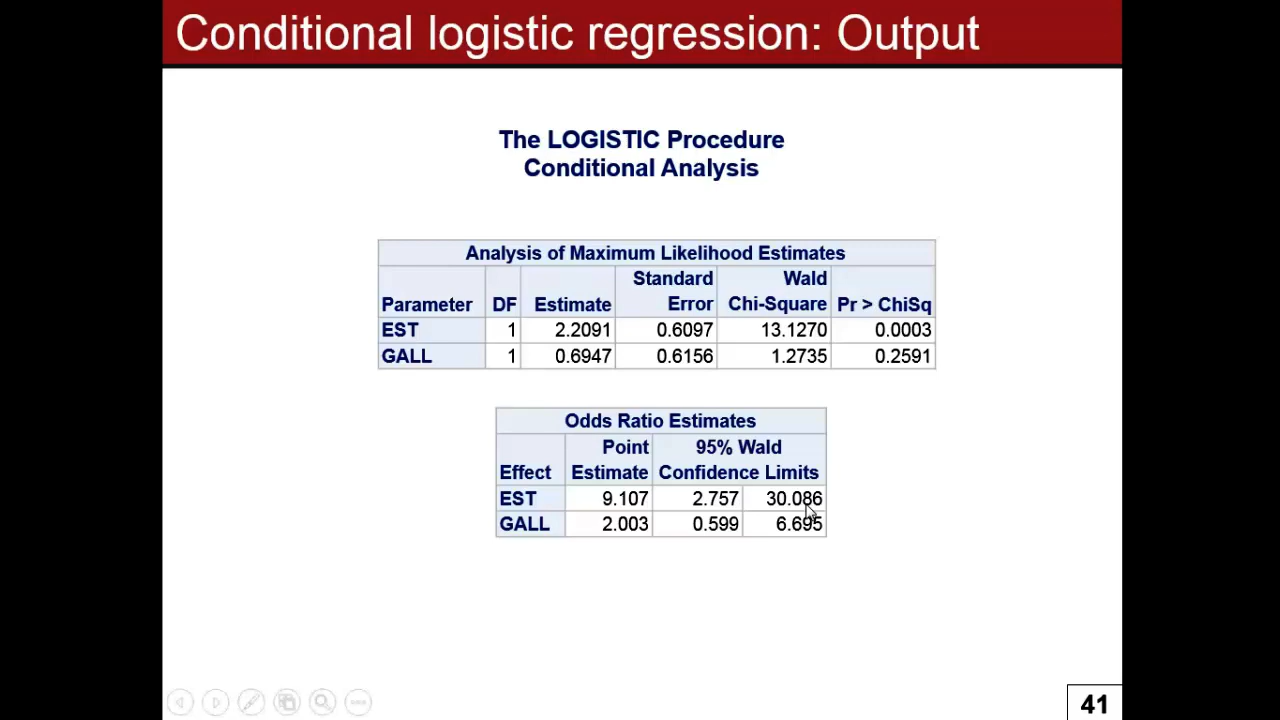 Conditional logistic regression: Output
The LOGISTIC Procedure
Conditional Analysis
Analysis of Maximum Likelihood Estimates
Parameter DF Estimate Standard Error Wald Chi-Square Pr > ChiSq
EST 1 2.2091 0.6097 13.1270 0.0003
GALL 1 0.6947 0.6156 1.2735 0.2591
Odds Ratio Estimates
Effect Point Estimate 95% Wald Confidence Limits
EST 9.107 2.757 30.086
GALL 2.003 0.599 6.695
41